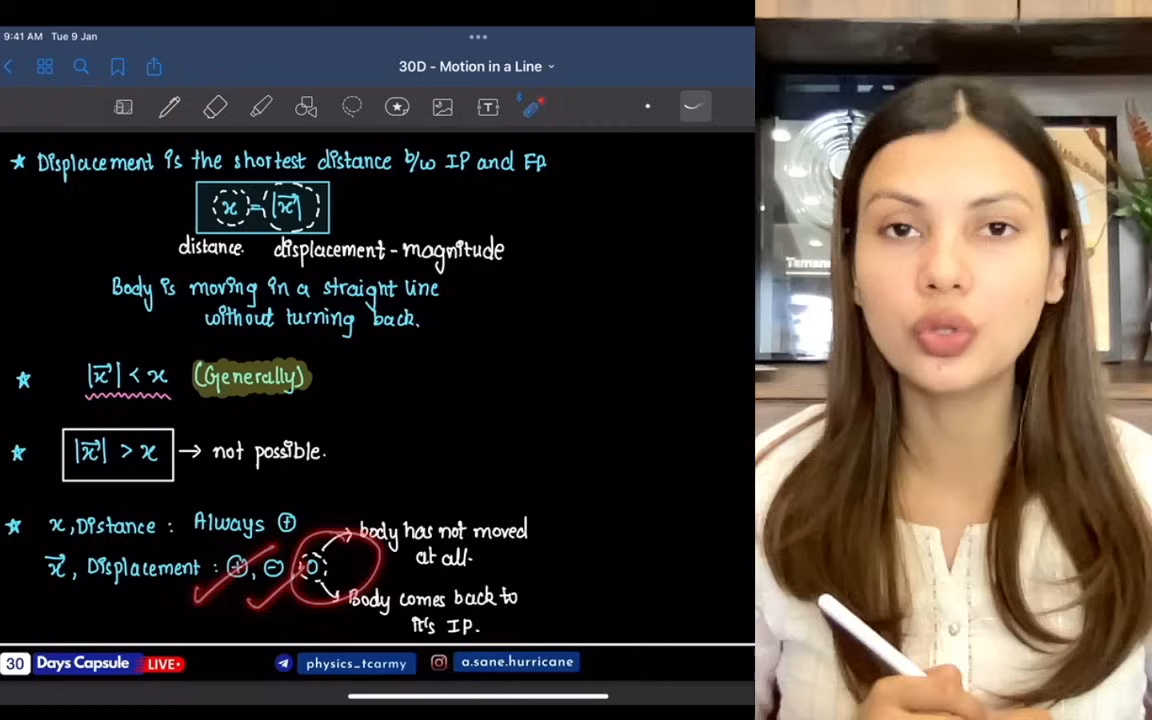 9:41 AM Tue 9 Jan
30D - Motion in a Line
T
★ Displacement is the shortest distance b/w IP and FP
x = |x⃗|
distance. displacement - magnitude
Body is moving in a straight line
without turning back.
★ |x⃗| < x (Generally)
★ |x⃗| > x → not possible.
★ x, Distance : Always ⊕
x⃗, Displacement : ⊕, ⊖, 0
→ body has not moved
at all.
→ Body comes back to
it's IP.
30 Days Capsule LIVE
physics_tcarmy
a.sane.hurricane